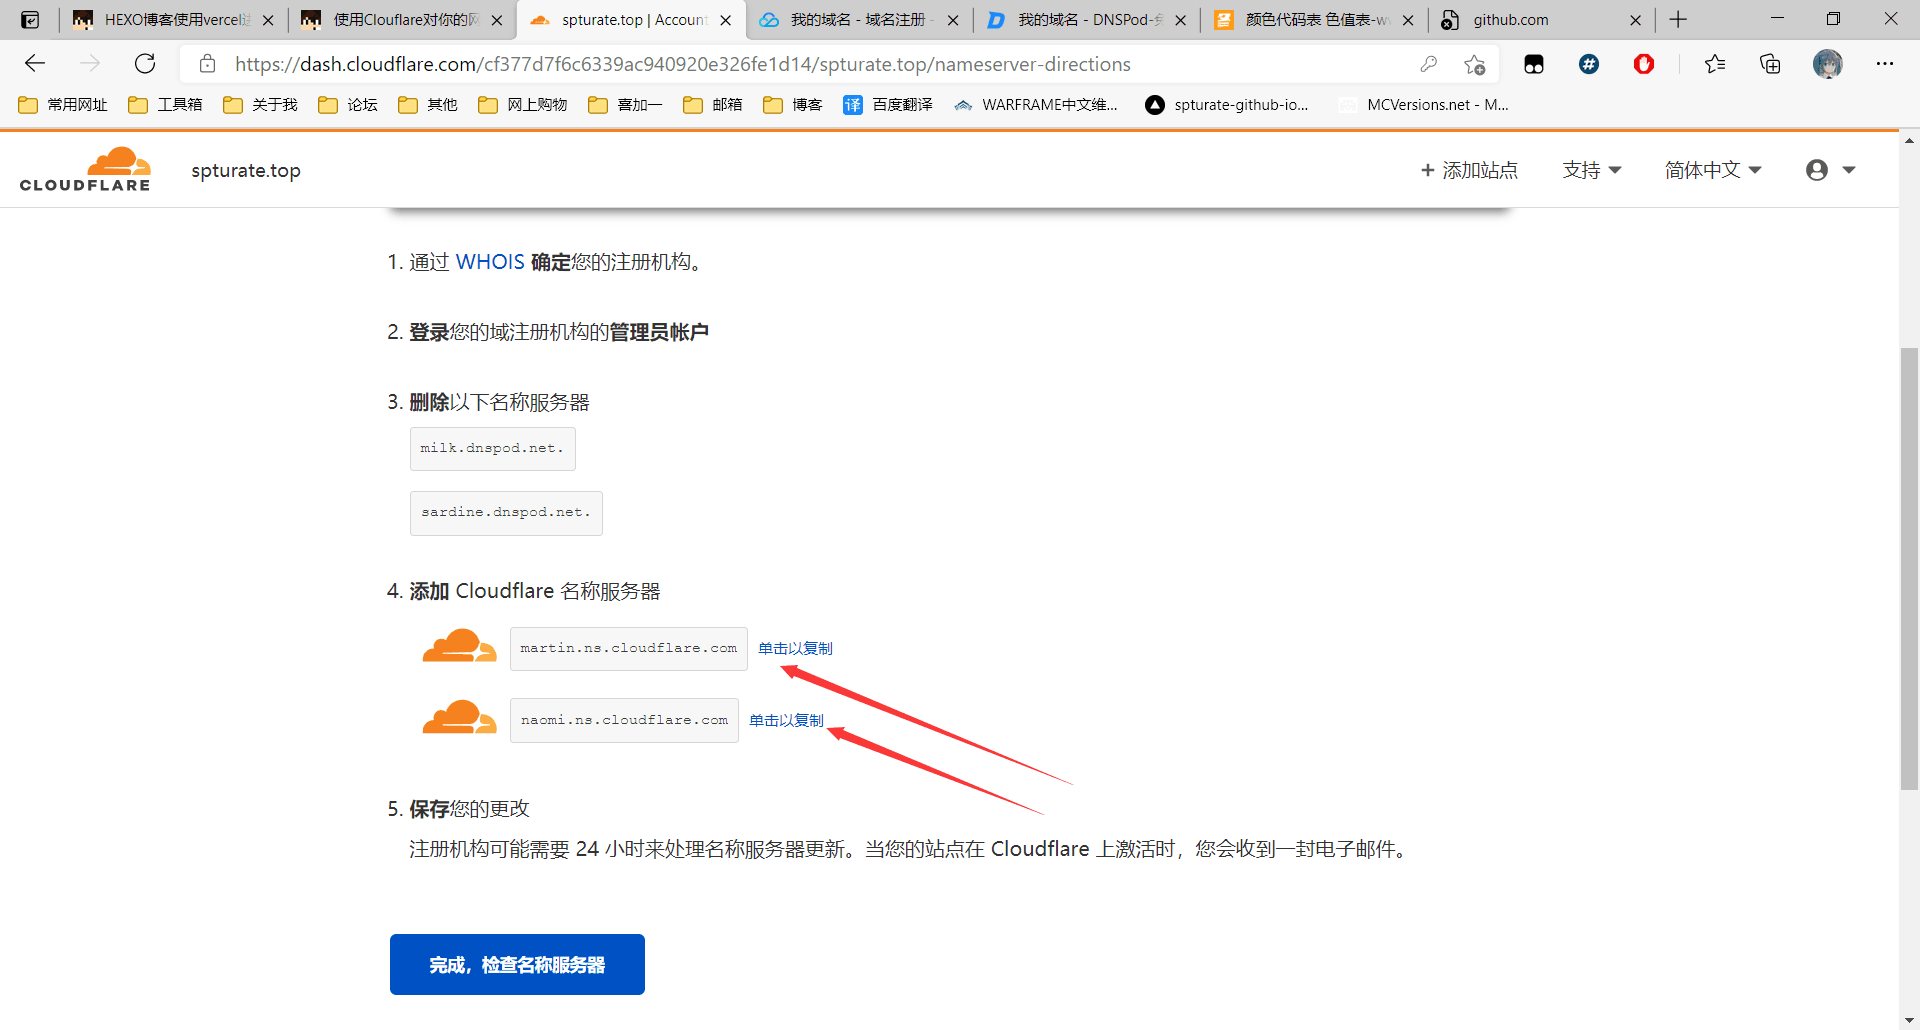 HEXO博客使用vercel
使用Clouflare对你的网
spturate.top | Account
我的域名 - 域名注册 -
我的域名 - DNSPod-
颜色代码表 色值表-w
github.com
https://dash.cloudflare.com/cf377d7f6c6339ac940920e326fe1d14/spturate.top/nameserver-directions
常用网址
工具箱
关于我
论坛
其他
网上购物
喜加一
邮箱
博客
译 百度翻译
WARFRAME中文维...
spturate-github-io...
MCVersions.net - M...
CLOUDFLARE
spturate.top
+ 添加站点
支持
简体中文
1. 通过 WHOIS 确定您的注册机构。
2. 登录您的域注册机构的管理员帐户
3. 删除以下名称服务器
milk.dnspod.net.
sardine.dnspod.net.
4. 添加 Cloudflare 名称服务器
martin.ns.cloudflare.com 单击以复制
naomi.ns.cloudflare.com 单击以复制
5. 保存您的更改
注册机构可能需要 24 小时来处理名称服务器更新。当您的站点在 Cloudflare 上激活时，您会收到一封电子邮件。
完成，检查名称服务器